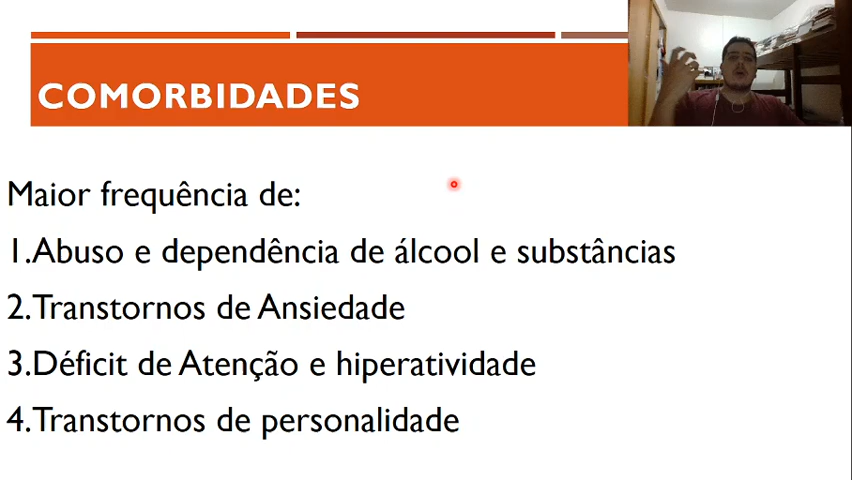 COMORBIDADES
Maior frequência de:
1.Abuso e dependência de álcool e substâncias
2.Transtornos de Ansiedade
3.Déficit de Atenção e hiperatividade
4.Transtornos de personalidade